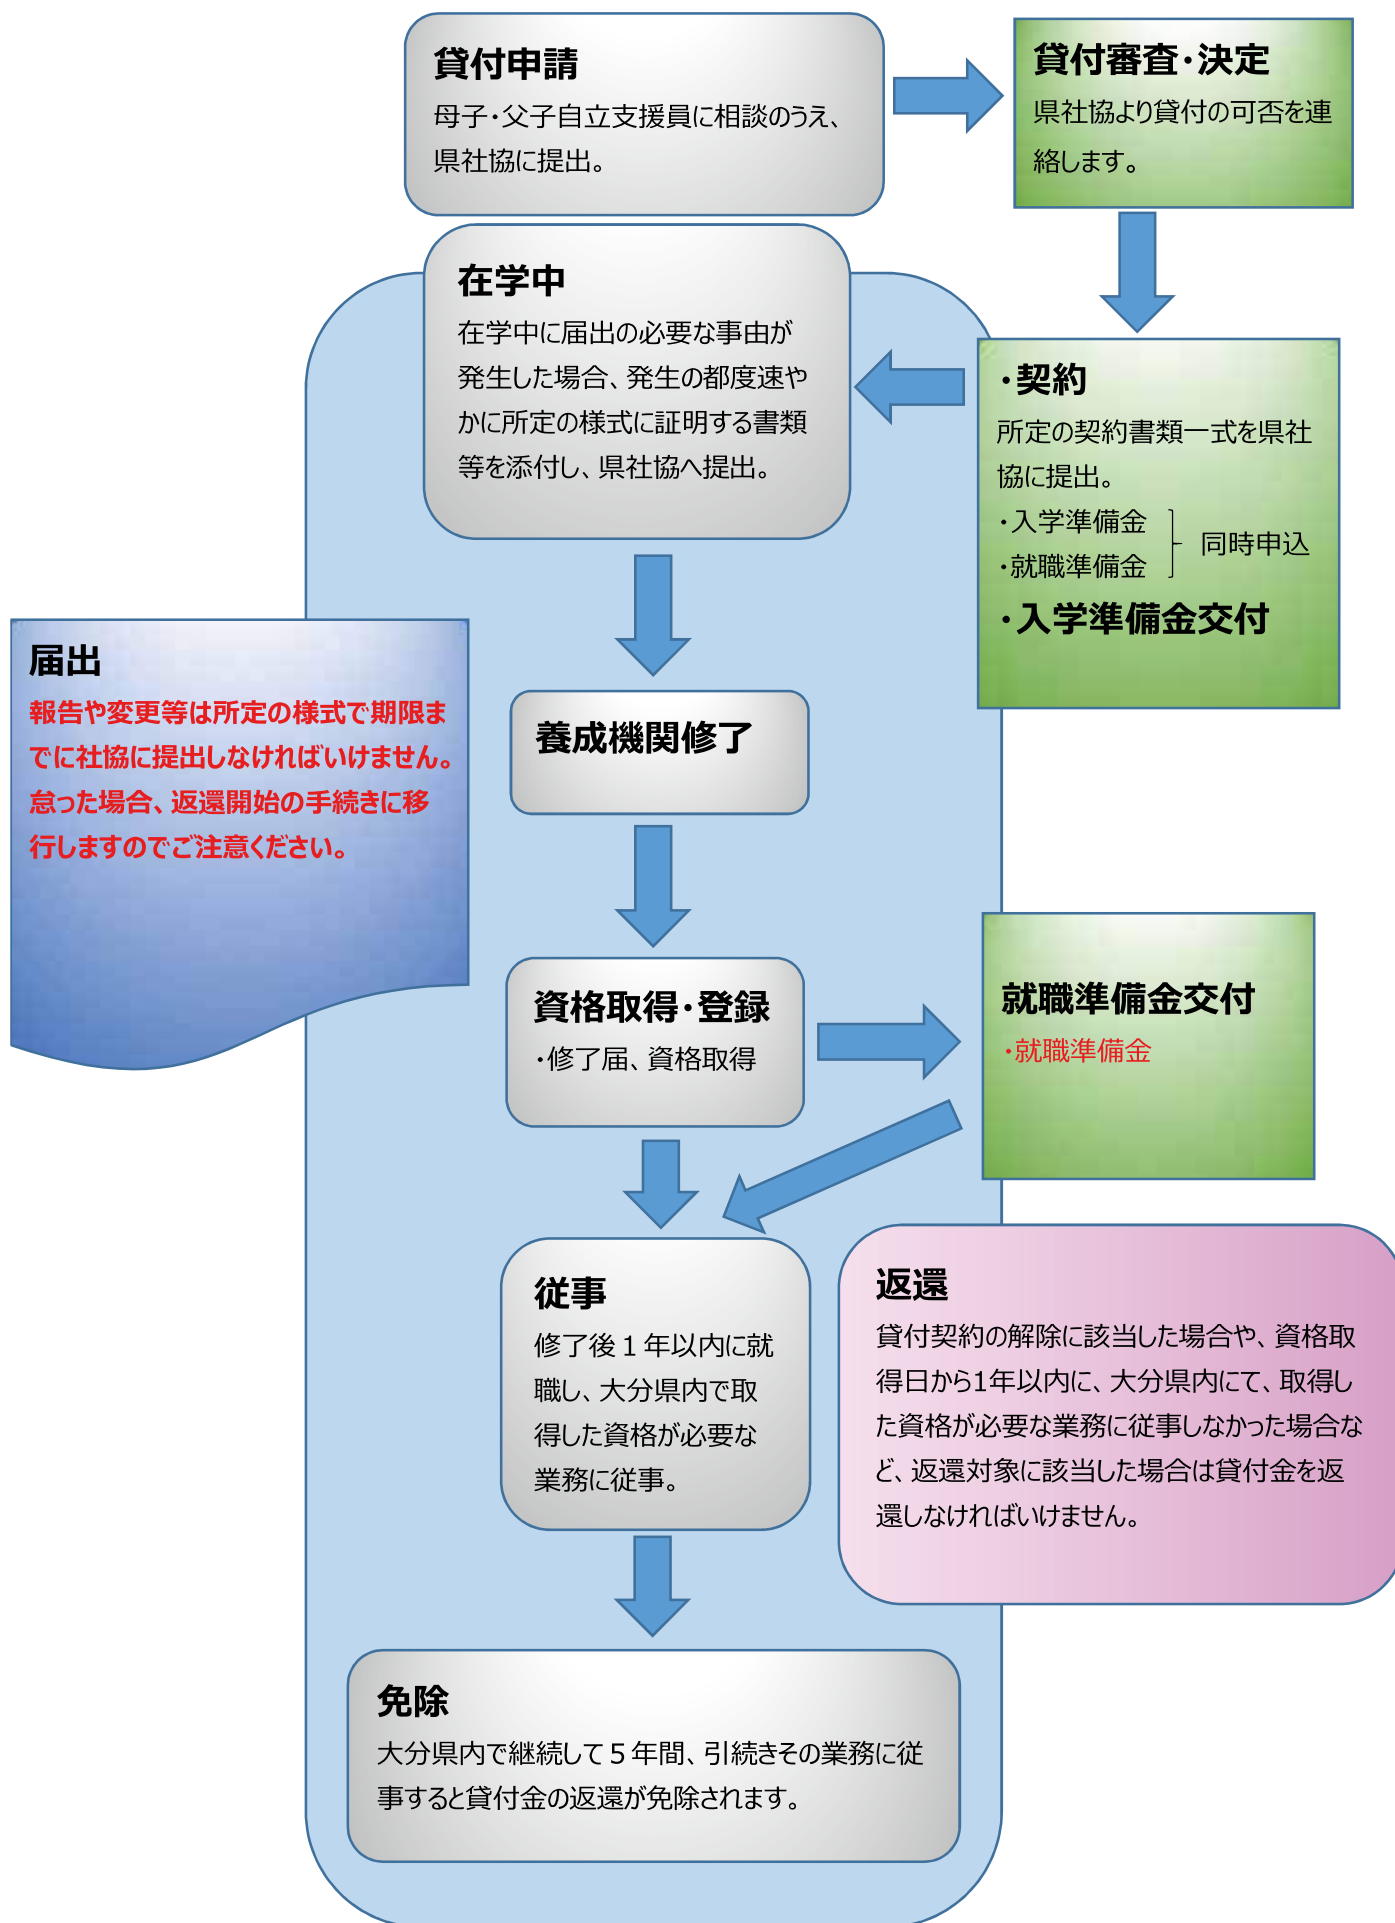 貸付申請
母子・父子自立支援員に相談のうえ、
県社協に提出。
貸付審査・決定
県社協より貸付の可否を連
絡します。
在学中
在学中に届出の必要な事由が
発生した場合、発生の都度速や
かに所定の様式に証明する書類
等を添付し、県社協へ提出。
・契約
所定の契約書類一式を県社
協に提出。
・入学準備金
・就職準備金
同時申込
・入学準備金交付
届出
報告や変更等は所定の様式で期限ま
でに社協に提出しなければいけません。
怠った場合、返還開始の手続きに移
行しますのでご注意ください。
養成機関修了
資格取得・登録
・修了届、資格取得
就職準備金交付
・就職準備金
従事
修了後1年以内に就
職し、大分県内で取
得した資格が必要な
業務に従事。
返還
貸付契約の解除に該当した場合や、資格取
得日から1年以内に、大分県内にて、取得し
た資格が必要な業務に従事しなかった場合な
ど、返還対象に該当した場合は貸付金を返
還しなければいけません。
免除
大分県内で継続して5年間、引続きその業務に従
事すると貸付金の返還が免除されます。